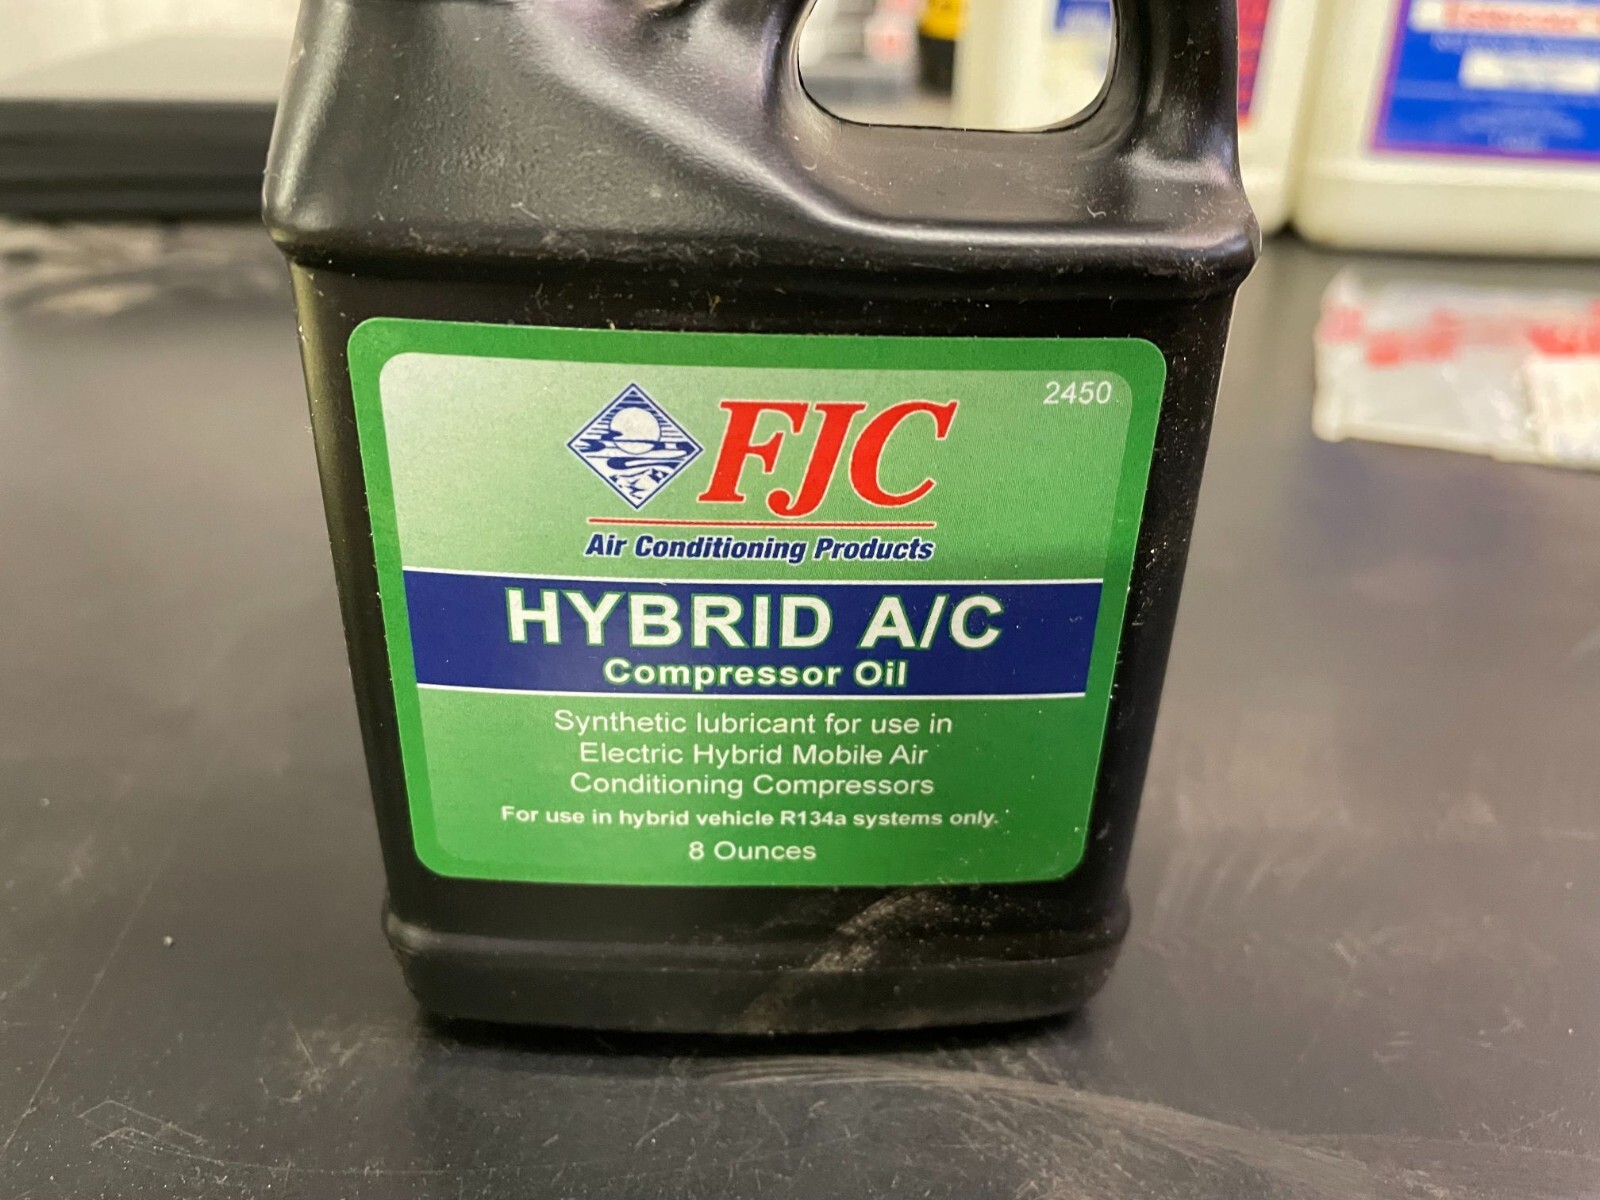 2450
FJC
Air Conditioning Products
HYBRID A/C
Compressor Oil
Synthetic lubricant for use in
Electric Hybrid Mobile Air
Conditioning Compressors
For use in hybrid vehicle R134a systems only.
8 Ounces